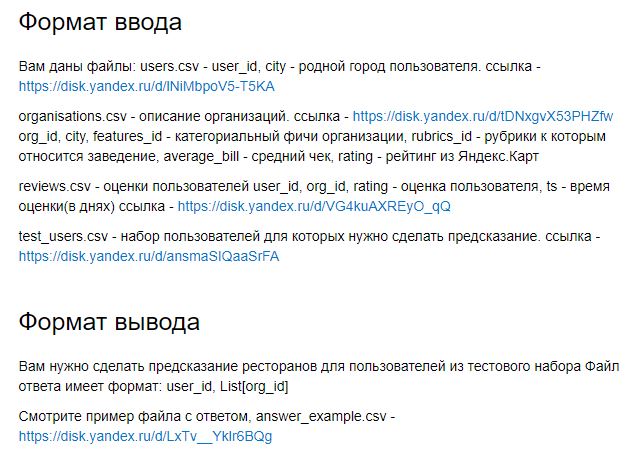 Формат ввода
Вам даны файлы: users.csv - user_id, city - родной город пользователя. ссылка -
https://disk.yandex.ru/d/lNiMbpoV5-T5KA
organisations.csv - описание организаций. ссылка - https://disk.yandex.ru/d/tDNxgvX53PHZfw
org_id, city, features_id - категориальный фичи организации, rubrics_id - рубрики к которым
относится заведение, average_bill - средний чек, rating - рейтинг из Яндекс.Карт
reviews.csv - оценки пользователей user_id, org_id, rating - оценка пользователя, ts - время
оценки(в днях) ссылка - https://disk.yandex.ru/d/VG4kuAXREyO_qQ
test_users.csv - набор пользователей для которых нужно сделать предсказание. ссылка -
https://disk.yandex.ru/d/ansmaSIQaaSrFA
Формат вывода
Вам нужно сделать предсказание ресторанов для пользователей из тестового набора Файл
ответа имеет формат: user_id, List[org_id]
Смотрите пример файла с ответом, answer_example.csv -
https://disk.yandex.ru/d/LxTv__Yklr6BQg